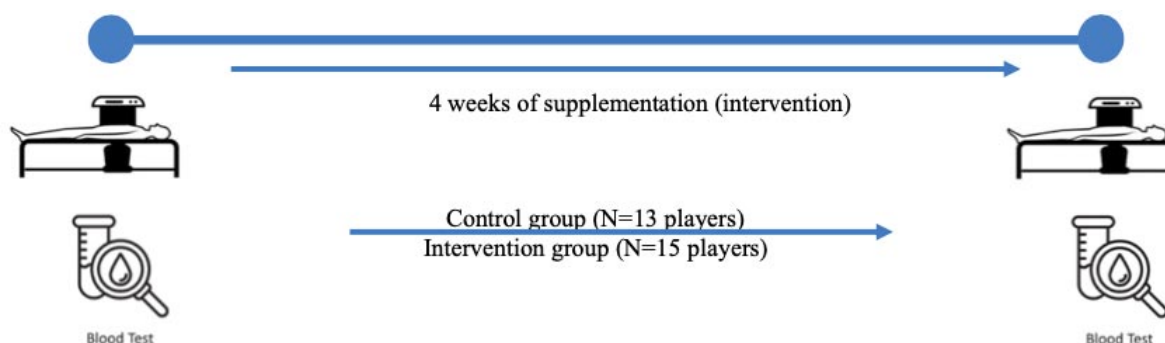 4 weeks of supplementation (intervention)
Control group (N=13 players)
Intervention group (N=15 players)
Blood Test
Blood Test